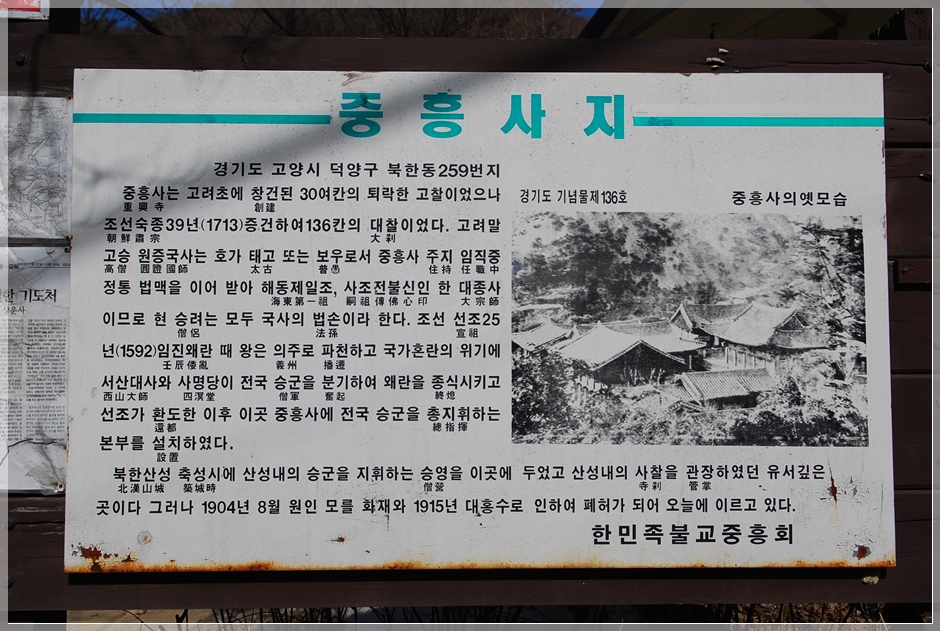 중흥사지
경기도 고양시 덕양구 북한동259번지
중흥사는 고려초에 창건된 30여칸의 퇴락한 고찰이었으나
重興寺 創建
조선숙종39년(1713)증건하여136칸의 대찰이었다. 고려말
朝鮮肅宗 大刹
고승 원증국사는 호가 태고 또는 보우로서 중흥사 주지 임직중
高僧 圓證國師 太古 普愚 住持 任職中
정통 법맥을 이어 받아 해동제일조, 사조전불신인 한 대종사
海東第一祖 嗣祖傳佛心印 大宗師
이므로 현 승려는 모두 국사의 법손이라 한다. 조선 선조25
僧侶 法孫 宣祖
년(1592)임진왜란 때 왕은 의주로 파천하고 국가혼란의 위기에
壬辰倭亂 義州 播遷
서산대사와 사명당이 전국 승군을 분기하여 왜란을 종식시키고
西山大師 四溟堂 僧軍 奮起 終熄
선조가 환도한 이후 이곳 중흥사에 전국 승군을 총지휘하는
還都 總指揮
본부를 설치하였다.
設置
북한산성 축성시에 산성내의 승군을 지휘하는 승영을 이곳에 두었고 산성내의 사찰을 관장하였던 유서깊은
北漢山城 築城時 僧營 寺刹 管掌
곳이다 그러나 1904년 8월 원인 모를 화재와 1915년 대홍수로 인하여 폐허가 되어 오늘에 이르고 있다.
한민족불교중흥회
경기도 기념물제136호 중흥사의옛모습
기도처